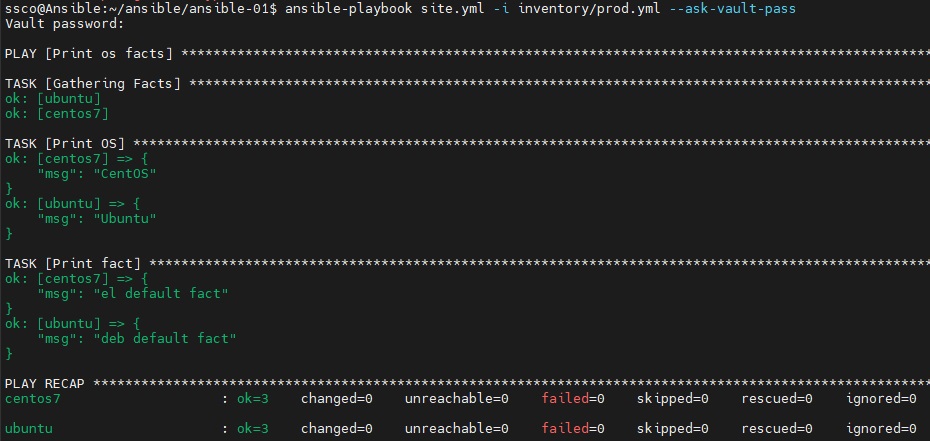 ssco@Ansible:~/ansible/ansible-01$ ansible-playbook site.yml -i inventory/prod.yml --ask-vault-pass
Vault password:
PLAY [Print os facts] ********************************************************************************************
TASK [Gathering Facts] *******************************************************************************************
ok: [ubuntu]
ok: [centos7]
TASK [Print OS] **************************************************************************************************
ok: [centos7] => {
    "msg": "CentOS"
}
ok: [ubuntu] => {
    "msg": "Ubuntu"
}
TASK [Print fact] ************************************************************************************************
ok: [centos7] => {
    "msg": "el default fact"
}
ok: [ubuntu] => {
    "msg": "deb default fact"
}
PLAY RECAP *******************************************************************************************************
centos7                    : ok=3    changed=0    unreachable=0    failed=0    skipped=0    rescued=0    ignored=0
ubuntu                     : ok=3    changed=0    unreachable=0    failed=0    skipped=0    rescued=0    ignored=0